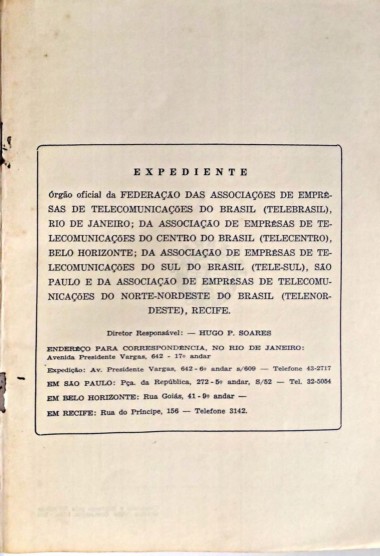 EXPEDIENTE
órgão oficial da FEDERAÇÃO DAS ASSOCIAÇÕES DE EMPRÊ-
SAS DE TELECOMUNICAÇÕES DO BRASIL (TELEBRASIL),
RIO DE JANEIRO; DA ASSOCIAÇÃO DE EMPRÊSAS DE TE-
LECOMUNICAÇÕES DO CENTRO DO BRASIL (TELECENTRO),
BELO HORIZONTE; DA ASSOCIAÇÃO DE EMPRÊSAS DE TE-
LECOMUNICAÇÕES DO SUL DO BRASIL (TELE-SUL), SÃO
PAULO E DA ASSOCIAÇÃO DE EMPRÊSAS DE TELECOMU-
NICAÇÕES DO NORTE-NORDESTE DO BRASIL (TELENOR-
DESTE), RECIFE.
Diretor Responsável: — HUGO P. SOARES
ENDERÊÇO PARA CORRESPONDÊNCIA, NO RIO DE JANEIRO:
Avenida Presidente Vargas, 642 - 17º andar
Expedição: Av. Presidente Vargas, 642 - 6º andar s/609 — Telefone 43-2717
EM SÃO PAULO: Pça. da República, 272 - 5º andar, S/52 — Tel. 32-5054
EM BELO HORIZONTE: Rua Goiás, 41 - 9º andar —
EM RECIFE: Rua do Príncipe, 156 — Telefone 3142.